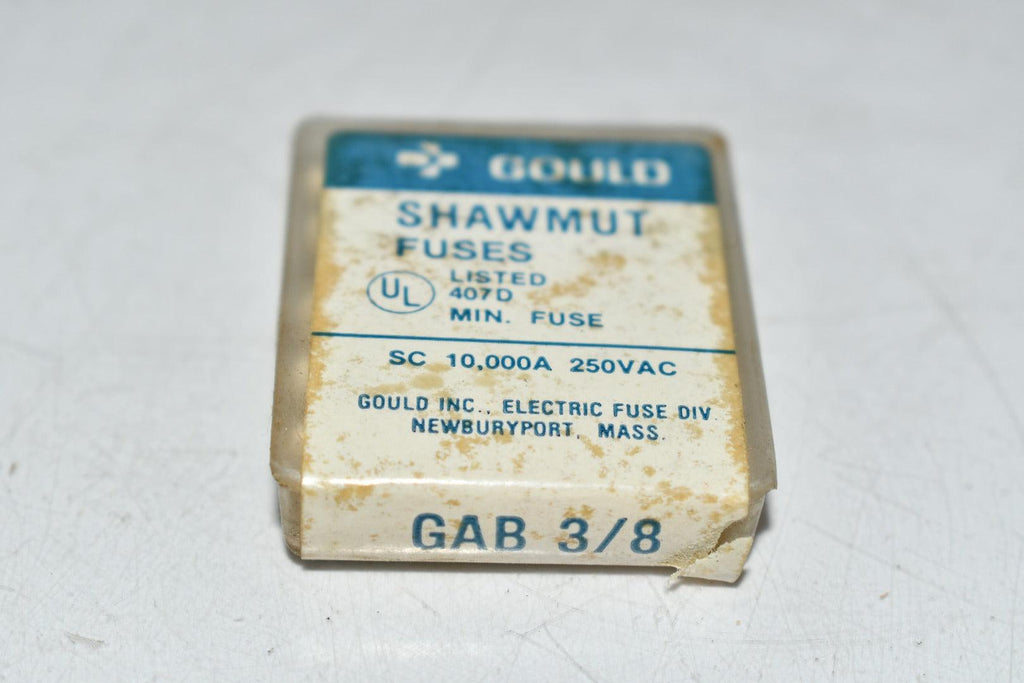 GOULD
SHAWMUT
FUSES
UL LISTED
407D
MIN. FUSE
SC 10,000A 250VAC
GOULD INC., ELECTRIC FUSE DIV.
NEWBURYPORT, MASS.
GAB 3/8